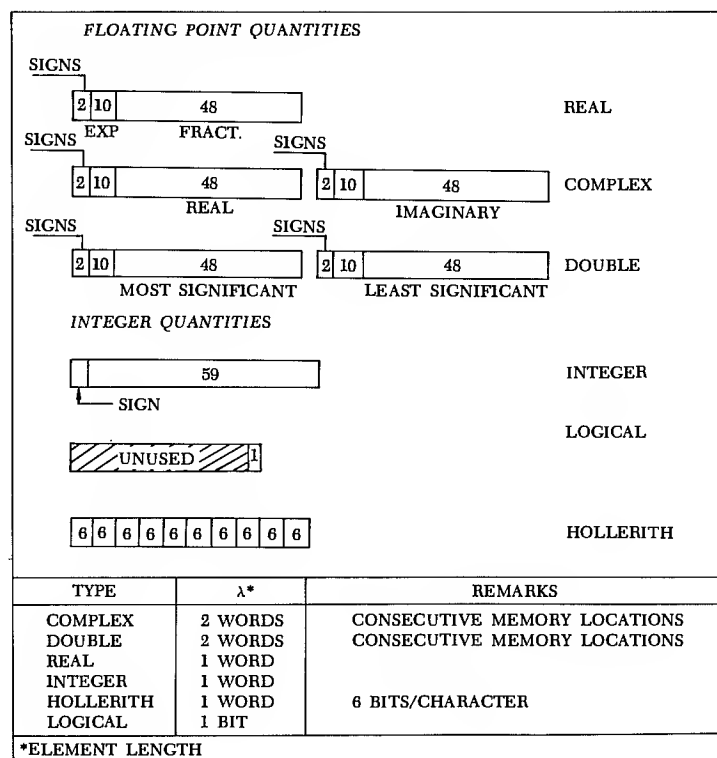 FLOATING POINT QUANTITIES
SIGNS
2 10 48 REAL
EXP FRACT.
SIGNS SIGNS
2 10 48 2 10 48 COMPLEX
REAL IMAGINARY
SIGNS SIGNS
2 10 48 2 10 48 DOUBLE
MOST SIGNIFICANT LEAST SIGNIFICANT
INTEGER QUANTITIES
59 INTEGER
SIGN
LOGICAL
UNUSED 1
6 6 6 6 6 6 6 6 6 6 HOLLERITH
TYPE λ* REMARKS
COMPLEX 2 WORDS CONSECUTIVE MEMORY LOCATIONS
DOUBLE 2 WORDS CONSECUTIVE MEMORY LOCATIONS
REAL 1 WORD
INTEGER 1 WORD
HOLLERITH 1 WORD 6 BITS/CHARACTER
LOGICAL 1 BIT
*ELEMENT LENGTH